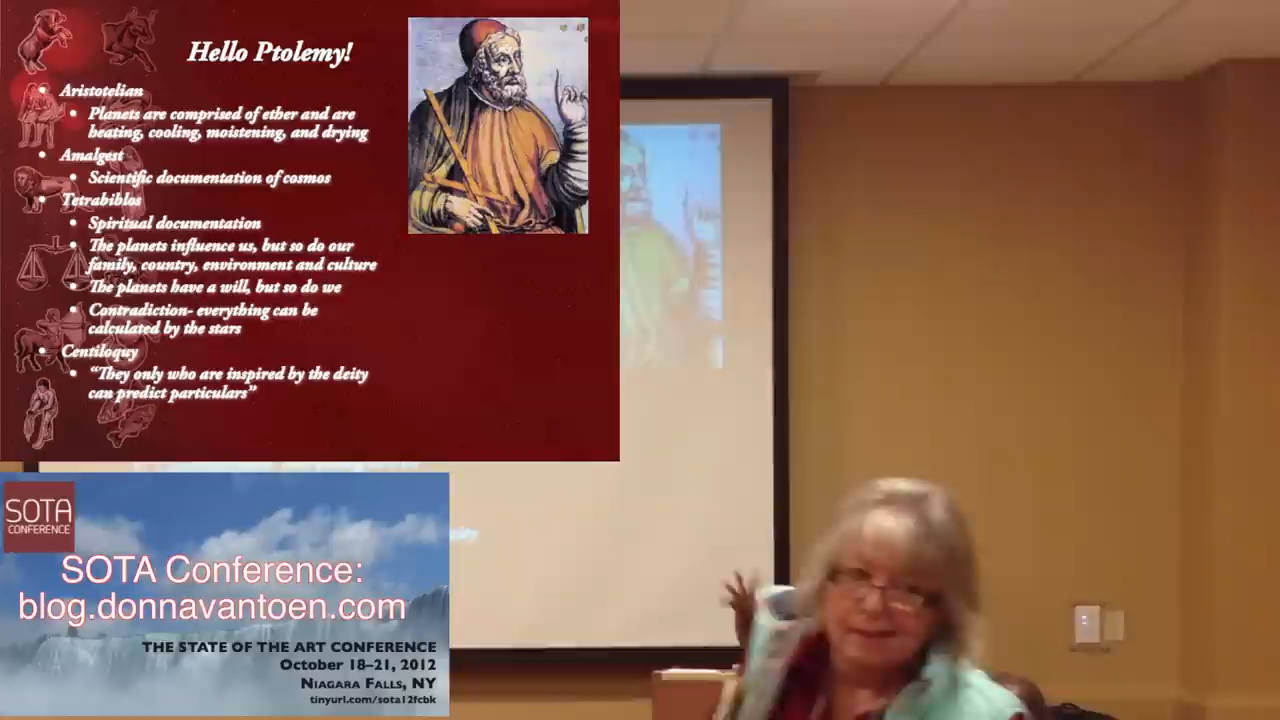 Hello Ptolemy!
Aristotelian
Planets are comprised of ether and are
heating, cooling, moistening, and drying
Amalgest
Scientific documentation of cosmos
Tetrabiblos
Spiritual documentation
The planets influence us, but so do our
family, country, environment and culture
The planets have a will, but so do we
Contradiction- everything can be
calculated by the stars
Centiloquy
“They only who are inspired by the deity
can predict particulars”
SOTA
CONFERENCE
SOTA Conference:
blog.donnavantoen.com
THE STATE OF THE ART CONFERENCE
October 18–21, 2012
NIAGARA FALLS, NY
tinyurl.com/sota12fcbk